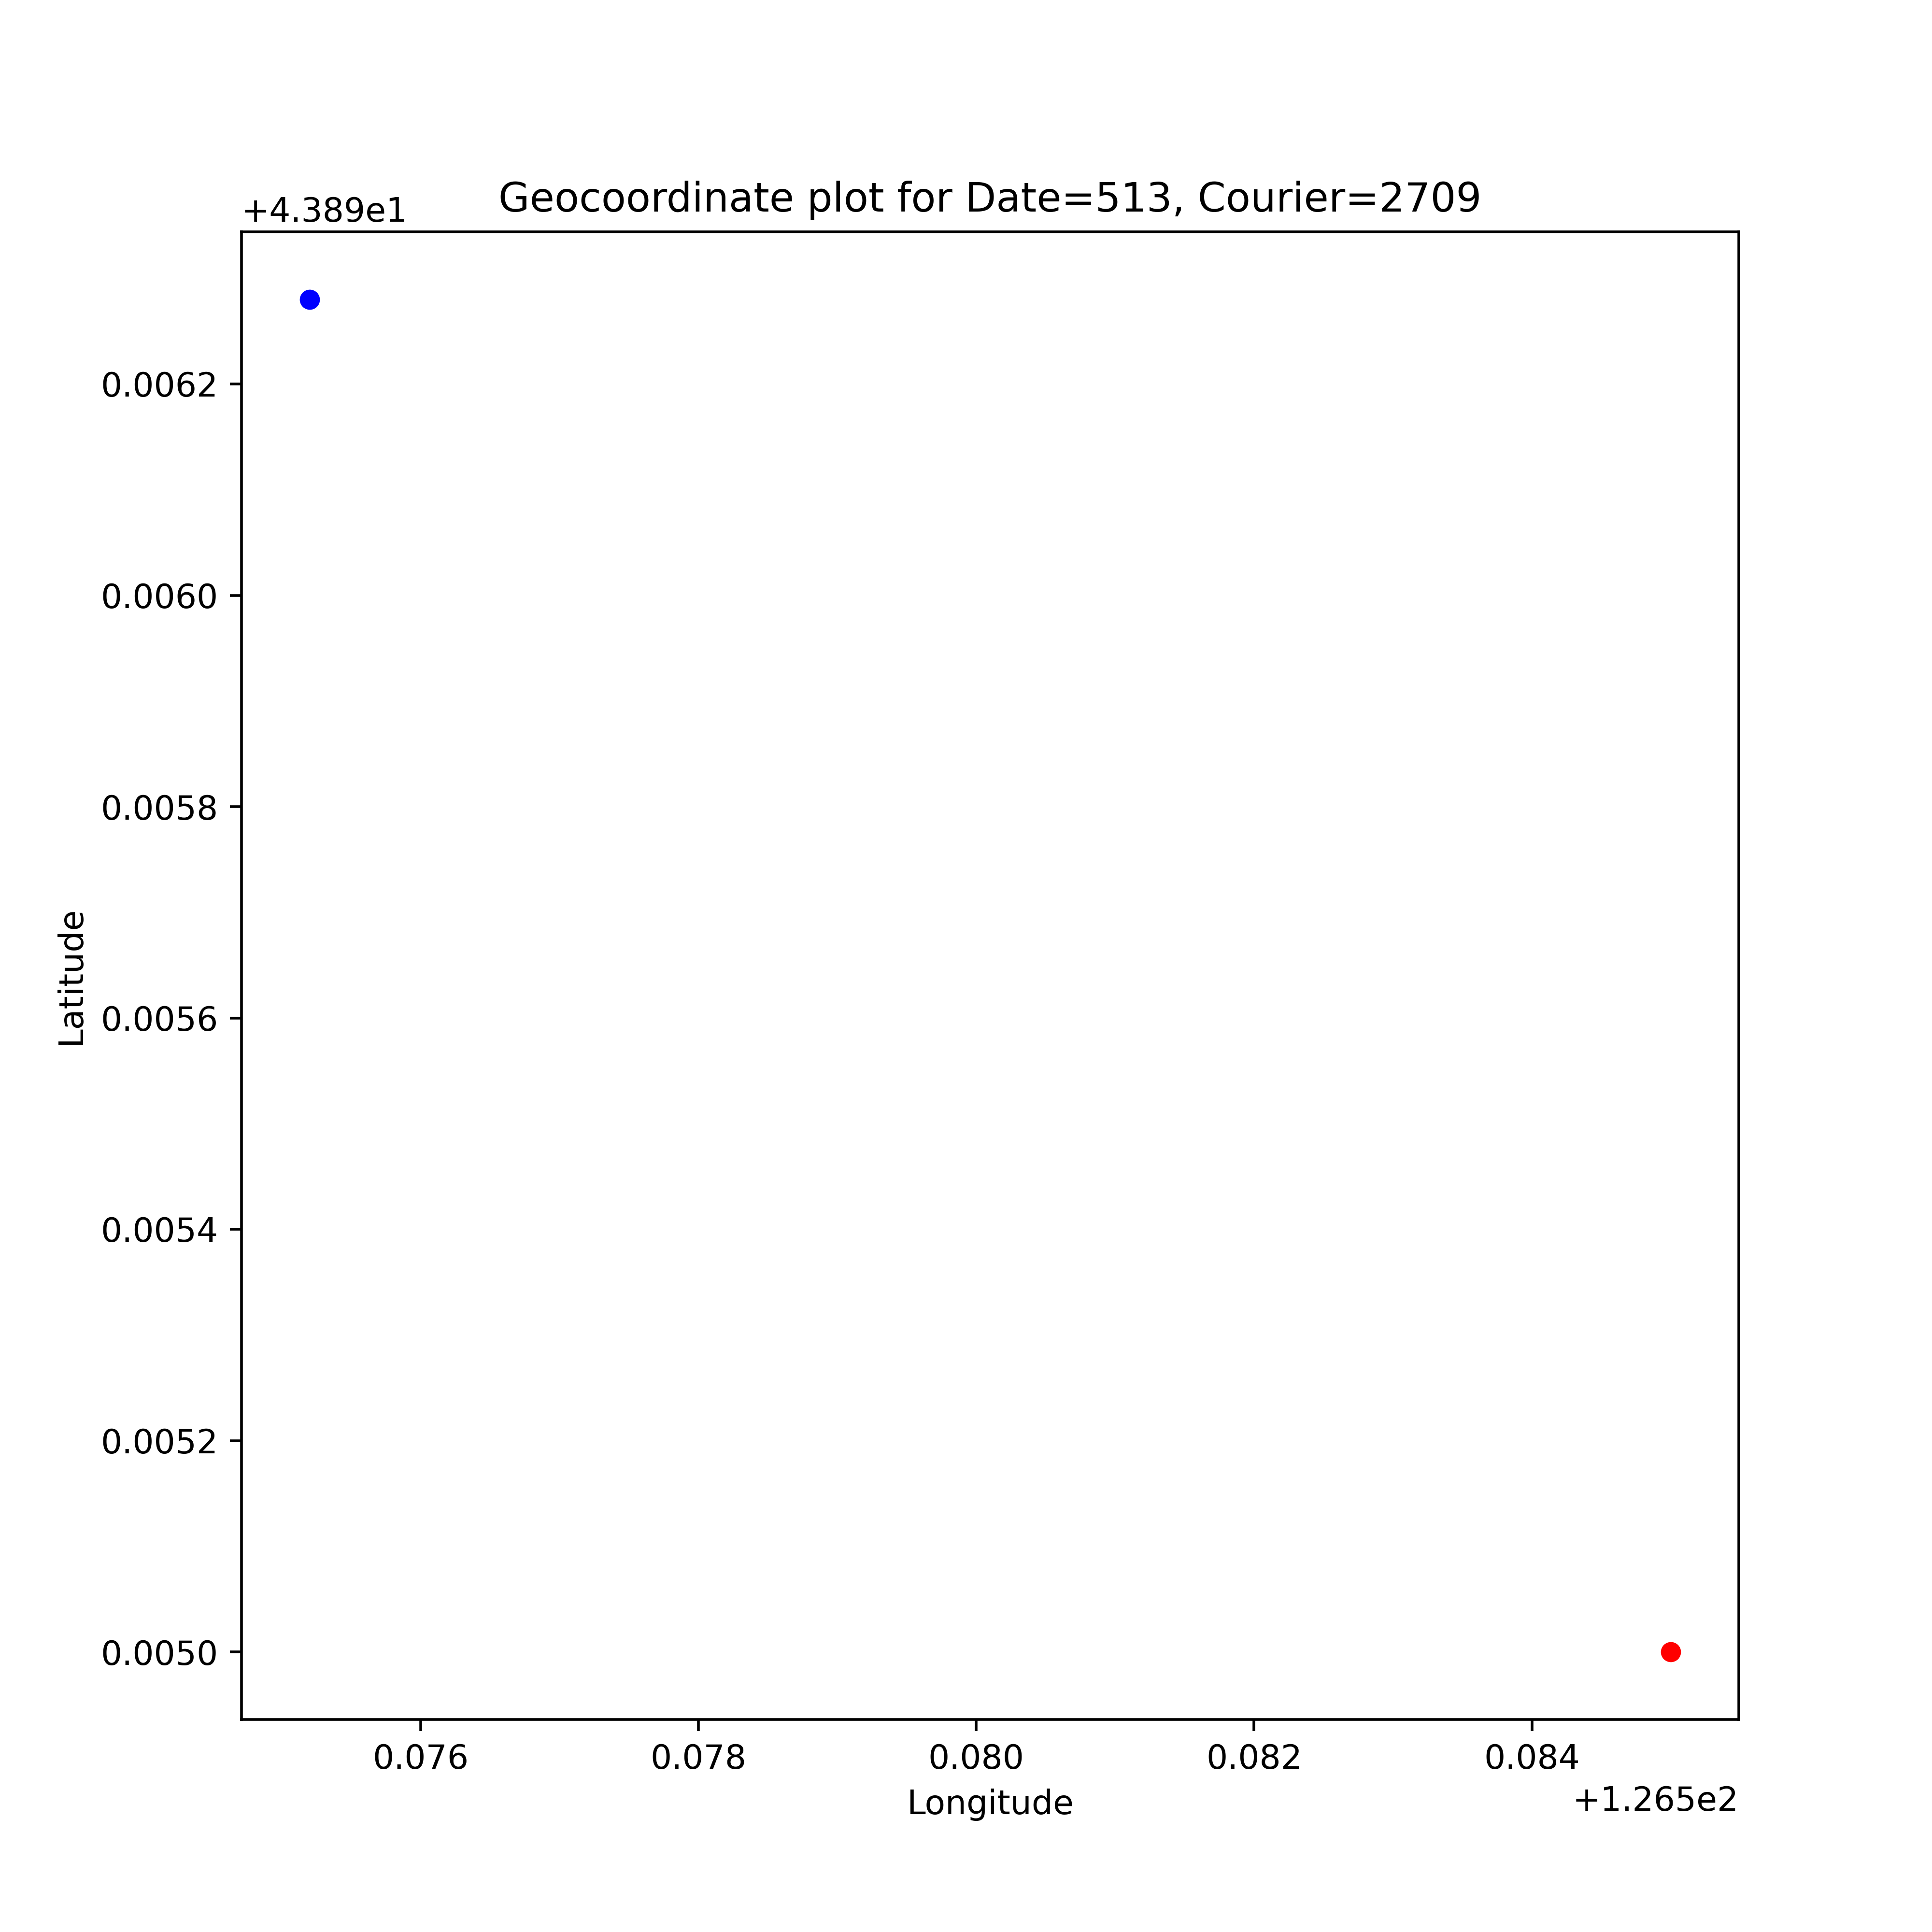 Geocoordinate plot for Date=513, Courier=2709
+4.389e1
0.0062
0.0060
0.0058
0.0056
0.0054
0.0052
0.0050
Latitude
0.076 0.078 0.080 0.082 0.084
+1.265e2
Longitude